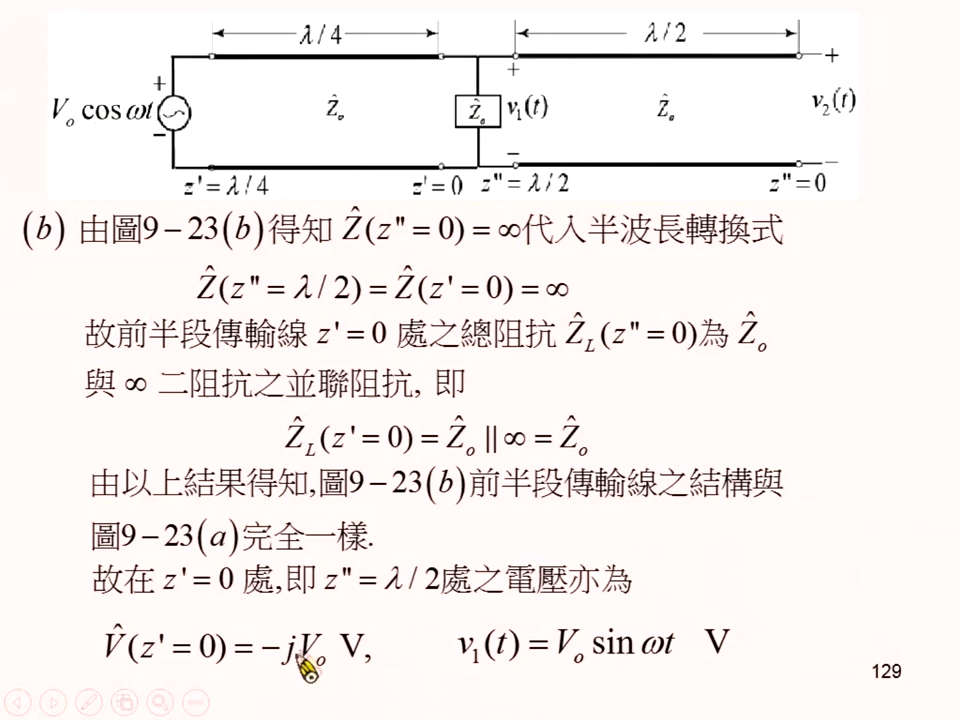 λ/4 λ/2
+ + +
V_o cos ωt Ẑ_o Ẑ_o v₁(t) Ẑ_o v₂(t)
− − −
z' = λ/4 z' = 0 z" = λ/2 z" = 0
(b) 由圖9−23(b)得知 Ẑ(z" = 0) = ∞代入半波長轉換式
Ẑ(z" = λ/2) = Ẑ(z' = 0) = ∞
故前半段傳輸線 z' = 0 處之總阻抗 Ẑ_L(z" = 0)為 Ẑ_o
與 ∞ 二阻抗之並聯阻抗, 即
Ẑ_L(z' = 0) = Ẑ_o || ∞ = Ẑ_o
由以上結果得知,圖9−23(b)前半段傳輸線之結構與
圖9−23(a)完全一樣.
故在 z' = 0 處,即 z" = λ/2處之電壓亦為
V̂(z' = 0) = −jV_o V, v₁(t) = V_o sin ωt V
129